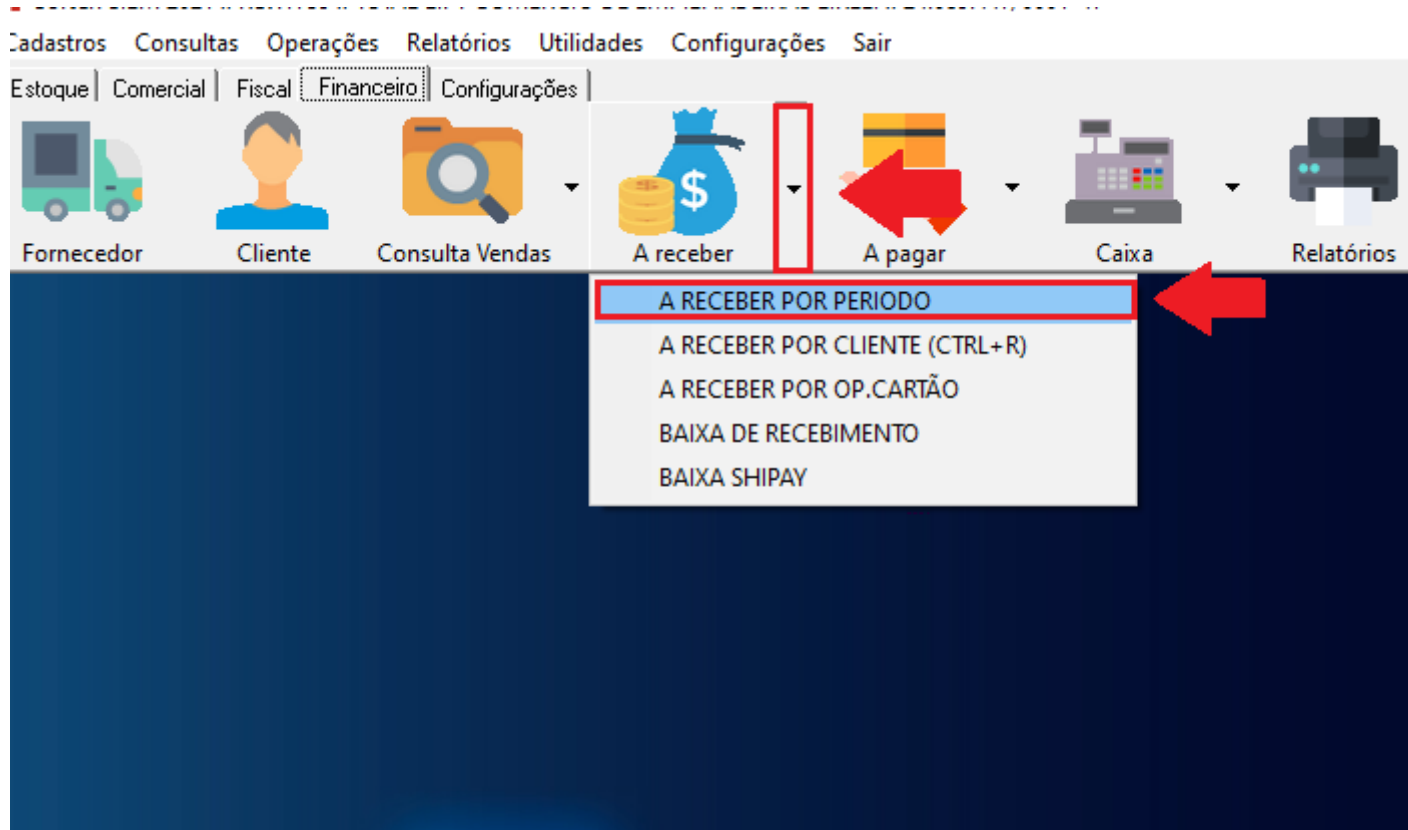 Cadastros Consultas Operações Relatórios Utilidades Configurações Sair
Estoque Comercial Fiscal Financeiro Configurações
$
Fornecedor Cliente Consulta Vendas A receber A pagar Caixa Relatórios
A RECEBER POR PERIODO
A RECEBER POR CLIENTE (CTRL+R)
A RECEBER POR OP.CARTÃO
BAIXA DE RECEBIMENTO
BAIXA SHIPAY